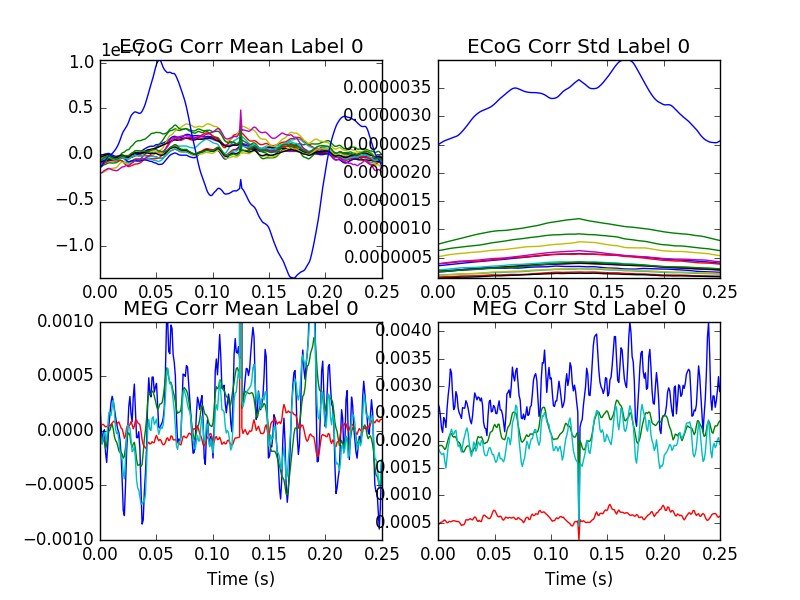 ECoG Corr Mean Label 0
1e−7
1.0
0.5
0.0
−0.5
−1.0
0.00 0.05 0.10 0.15 0.20 0.25
ECoG Corr Std Label 0
0.0000035
0.0000030
0.0000025
0.0000020
0.0000015
0.0000010
0.0000005
0.00 0.05 0.10 0.15 0.20 0.25
MEG Corr Mean Label 0
0.0010
0.0005
0.0000
−0.0005
−0.0010
0.00 0.05 0.10 0.15 0.20 0.25
Time (s)
MEG Corr Std Label 0
0.0040
0.0035
0.0030
0.0025
0.0020
0.0015
0.0010
0.0005
0.00 0.05 0.10 0.15 0.20 0.25
Time (s)